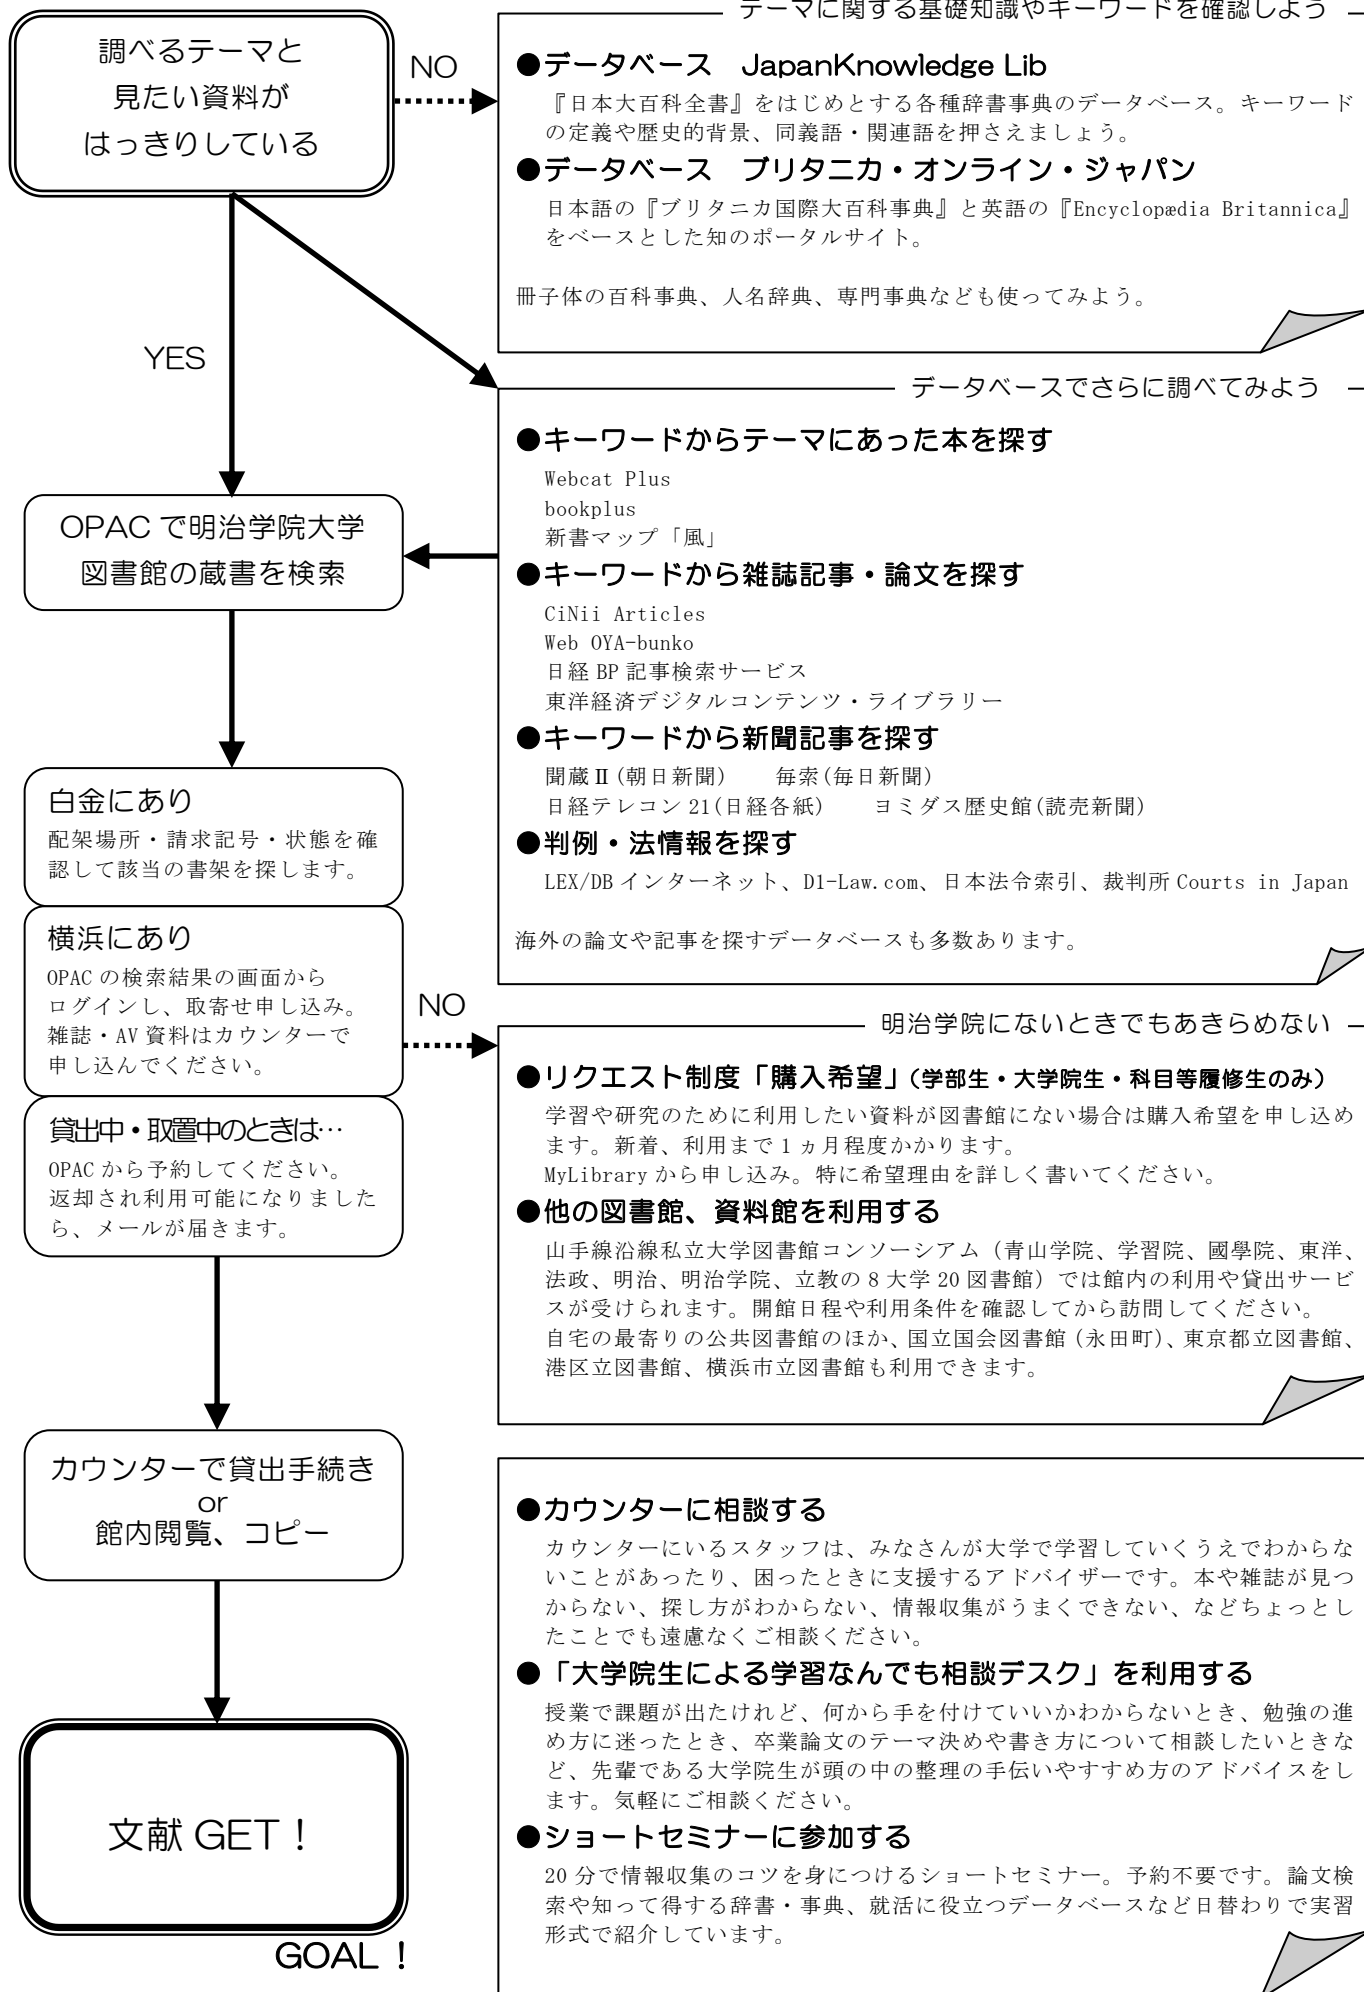 調べるテーマと
見たい資料が
はっきりしている
NO
テーマに関する基礎知識やキーワードを確認しよう
●データベース　JapanKnowledge Lib
『日本大百科全書』をはじめとする各種辞書事典のデータベース。キーワード
の定義や歴史的背景、同義語・関連語を押さえましょう。
●データベース　ブリタニカ・オンライン・ジャパン
日本語の『ブリタニカ国際大百科事典』と英語の『Encyclopædia Britannica』
をベースとした知のポータルサイト。
冊子体の百科事典、人名辞典、専門事典なども使ってみよう。
YES
データベースでさらに調べてみよう
●キーワードからテーマにあった本を探す
Webcat Plus
bookplus
新書マップ「風」
●キーワードから雑誌記事・論文を探す
CiNii Articles
Web OYA-bunko
日経 BP 記事検索サービス
東洋経済デジタルコンテンツ・ライブラリー
●キーワードから新聞記事を探す
聞蔵Ⅱ(朝日新聞)　　毎索(毎日新聞)
日経テレコン 21(日経各紙)　　ヨミダス歴史館(読売新聞)
●判例・法情報を探す
LEX/DB インターネット、D1-Law.com、日本法令索引、裁判所 Courts in Japan
海外の論文や記事を探すデータベースも多数あります。
OPAC で明治学院大学
図書館の蔵書を検索
白金にあり
配架場所・請求記号・状態を確
認して該当の書架を探します。
横浜にあり
OPAC の検索結果の画面から
ログインし、取寄せ申し込み。
雑誌・AV 資料はカウンターで
申し込んでください。
貸出中・取置中のときは…
OPAC から予約してください。
返却され利用可能になりました
ら、メールが届きます。
NO
明治学院にないときでもあきらめない
●リクエスト制度「購入希望」（学部生・大学院生・科目等履修生のみ）
学習や研究のために利用したい資料が図書館にない場合は購入希望を申し込め
ます。新着、利用まで 1 ヵ月程度かかります。
MyLibrary から申し込み。特に希望理由を詳しく書いてください。
●他の図書館、資料館を利用する
山手線沿線私立大学図書館コンソーシアム（青山学院、学習院、國學院、東洋、
法政、明治、明治学院、立教の 8 大学 20 図書館）では館内の利用や貸出サービ
スが受けられます。開館日程や利用条件を確認してから訪問してください。
自宅の最寄りの公共図書館のほか、国立国会図書館（永田町）、東京都立図書館、
港区立図書館、横浜市立図書館も利用できます。
カウンターで貸出手続き
or
館内閲覧、コピー
●カウンターに相談する
カウンターにいるスタッフは、みなさんが大学で学習していくうえでわからな
いことがあったり、困ったときに支援するアドバイザーです。本や雑誌が見つ
からない、探し方がわからない、情報収集がうまくできない、などちょっとし
たことでも遠慮なくご相談ください。
●「大学院生による学習なんでも相談デスク」を利用する
授業で課題が出たけれど、何から手を付けていいかわからないとき、勉強の進
め方に迷ったとき、卒業論文のテーマ決めや書き方について相談したいときな
ど、先輩である大学院生が頭の中の整理の手伝いやすすめ方のアドバイスをし
ます。気軽にご相談ください。
●ショートセミナーに参加する
20 分で情報収集のコツを身につけるショートセミナー。予約不要です。論文検
索や知って得する辞書・事典、就活に役立つデータベースなど日替わりで実習
形式で紹介しています。
文献 GET！
GOAL ！